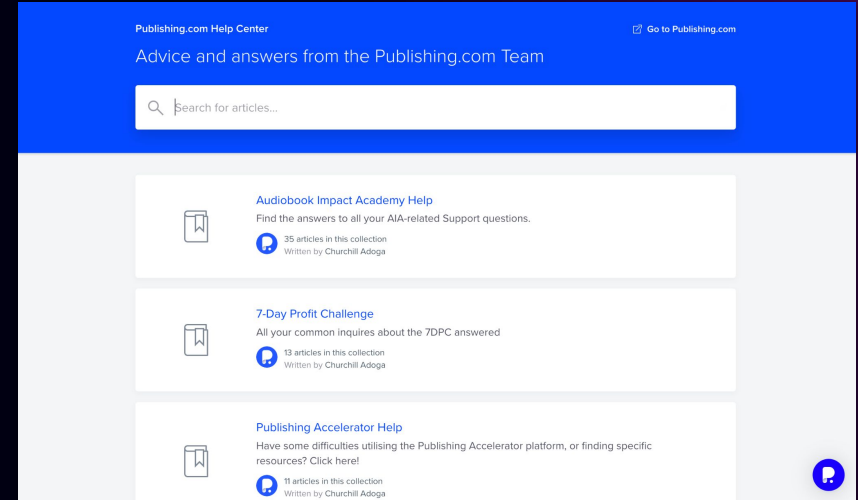 Publishing.com Help Center
Go to Publishing.com
Advice and answers from the Publishing.com Team
Search for articles...
Audiobook Impact Academy Help
Find the answers to all your AIA-related Support questions.
35 articles in this collection
Written by Churchill Adoga
7-Day Profit Challenge
All your common inquires about the 7DPC answered
13 articles in this collection
Written by Churchill Adoga
Publishing Accelerator Help
Have some difficulties utilising the Publishing Accelerator platform, or finding specific
resources? Click here!
11 articles in this collection
Written by Churchill Adoga